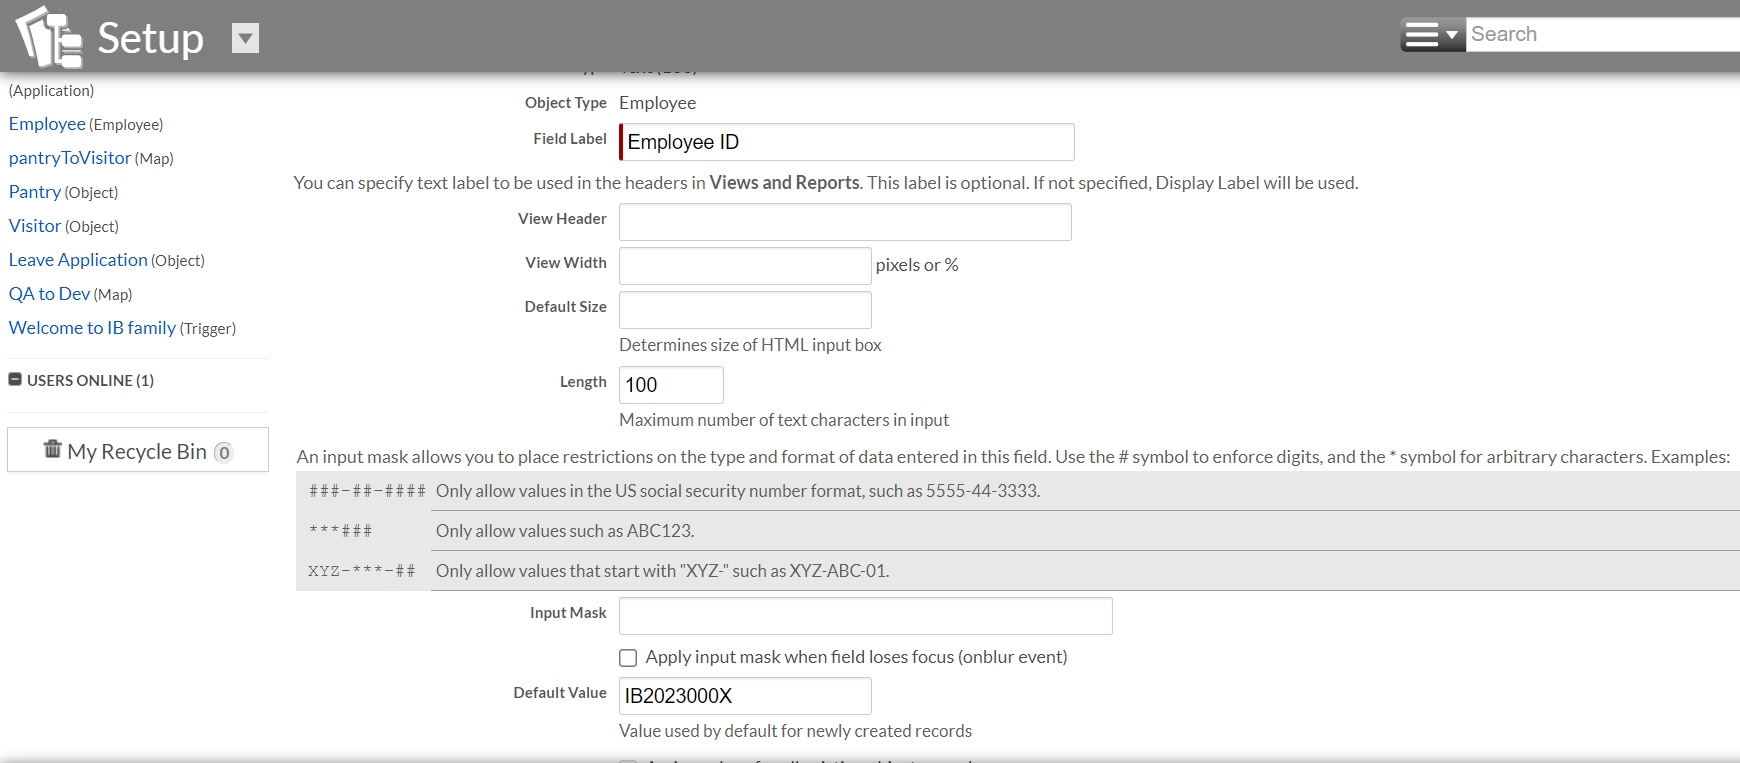 Setup
Search
(Application)
Employee (Employee)
pantryToVisitor (Map)
Pantry (Object)
Visitor (Object)
Leave Application (Object)
QA to Dev (Map)
Welcome to IB family (Trigger)
USERS ONLINE (1)
My Recycle Bin 0
Object Type Employee
Field Label Employee ID
You can specify text label to be used in the headers in Views and Reports. This label is optional. If not specified, Display Label will be used.
View Header
View Width pixels or %
Default Size
Determines size of HTML input box
Length 100
Maximum number of text characters in input
An input mask allows you to place restrictions on the type and format of data entered in this field. Use the # symbol to enforce digits, and the * symbol for arbitrary characters. Examples:
###-##-#### Only allow values in the US social security number format, such as 5555-44-3333.
***### Only allow values such as ABC123.
XYZ-***-## Only allow values that start with "XYZ-" such as XYZ-ABC-01.
Input Mask
Apply input mask when field loses focus (onblur event)
Default Value IB2023000X
Value used by default for newly created records